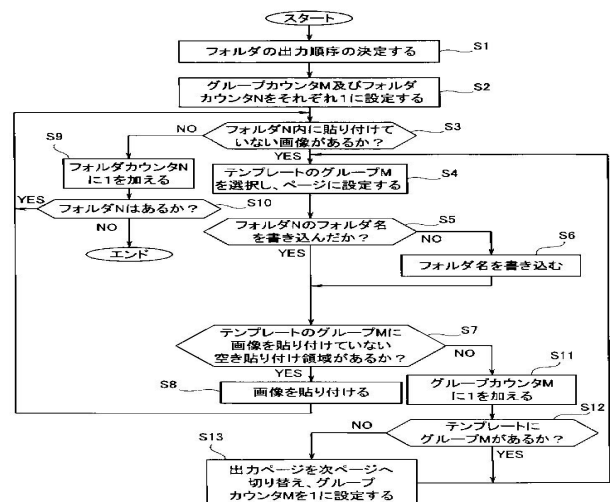 スタート
フォルダの出力順序の決定する
S1
グループカウンタM及びフォルダ
カウンタNをそれぞれ1に設定する
S2
フォルダN内に貼り付けて
いない画像があるか?
S3
NO
YES
S9
フォルダカウンタN
に1を加える
テンプレートのグループM
を選択し、ページに設定する
S4
YES
フォルダNはあるか?
S10
NO
エンド
フォルダNのフォルダ名
を書き込んだか?
S5
NO
YES
S6
フォルダ名を書き込む
テンプレートのグループMに
画像を貼り付けていない
空き貼り付け領域があるか?
S7
NO
YES
S8
画像を貼り付ける
S11
グループカウンタM
に1を加える
S12
NO
テンプレートに
グループMがあるか?
YES
S13
出力ページを次ページへ
切り替え、グループ
カウンタMを1に設定する